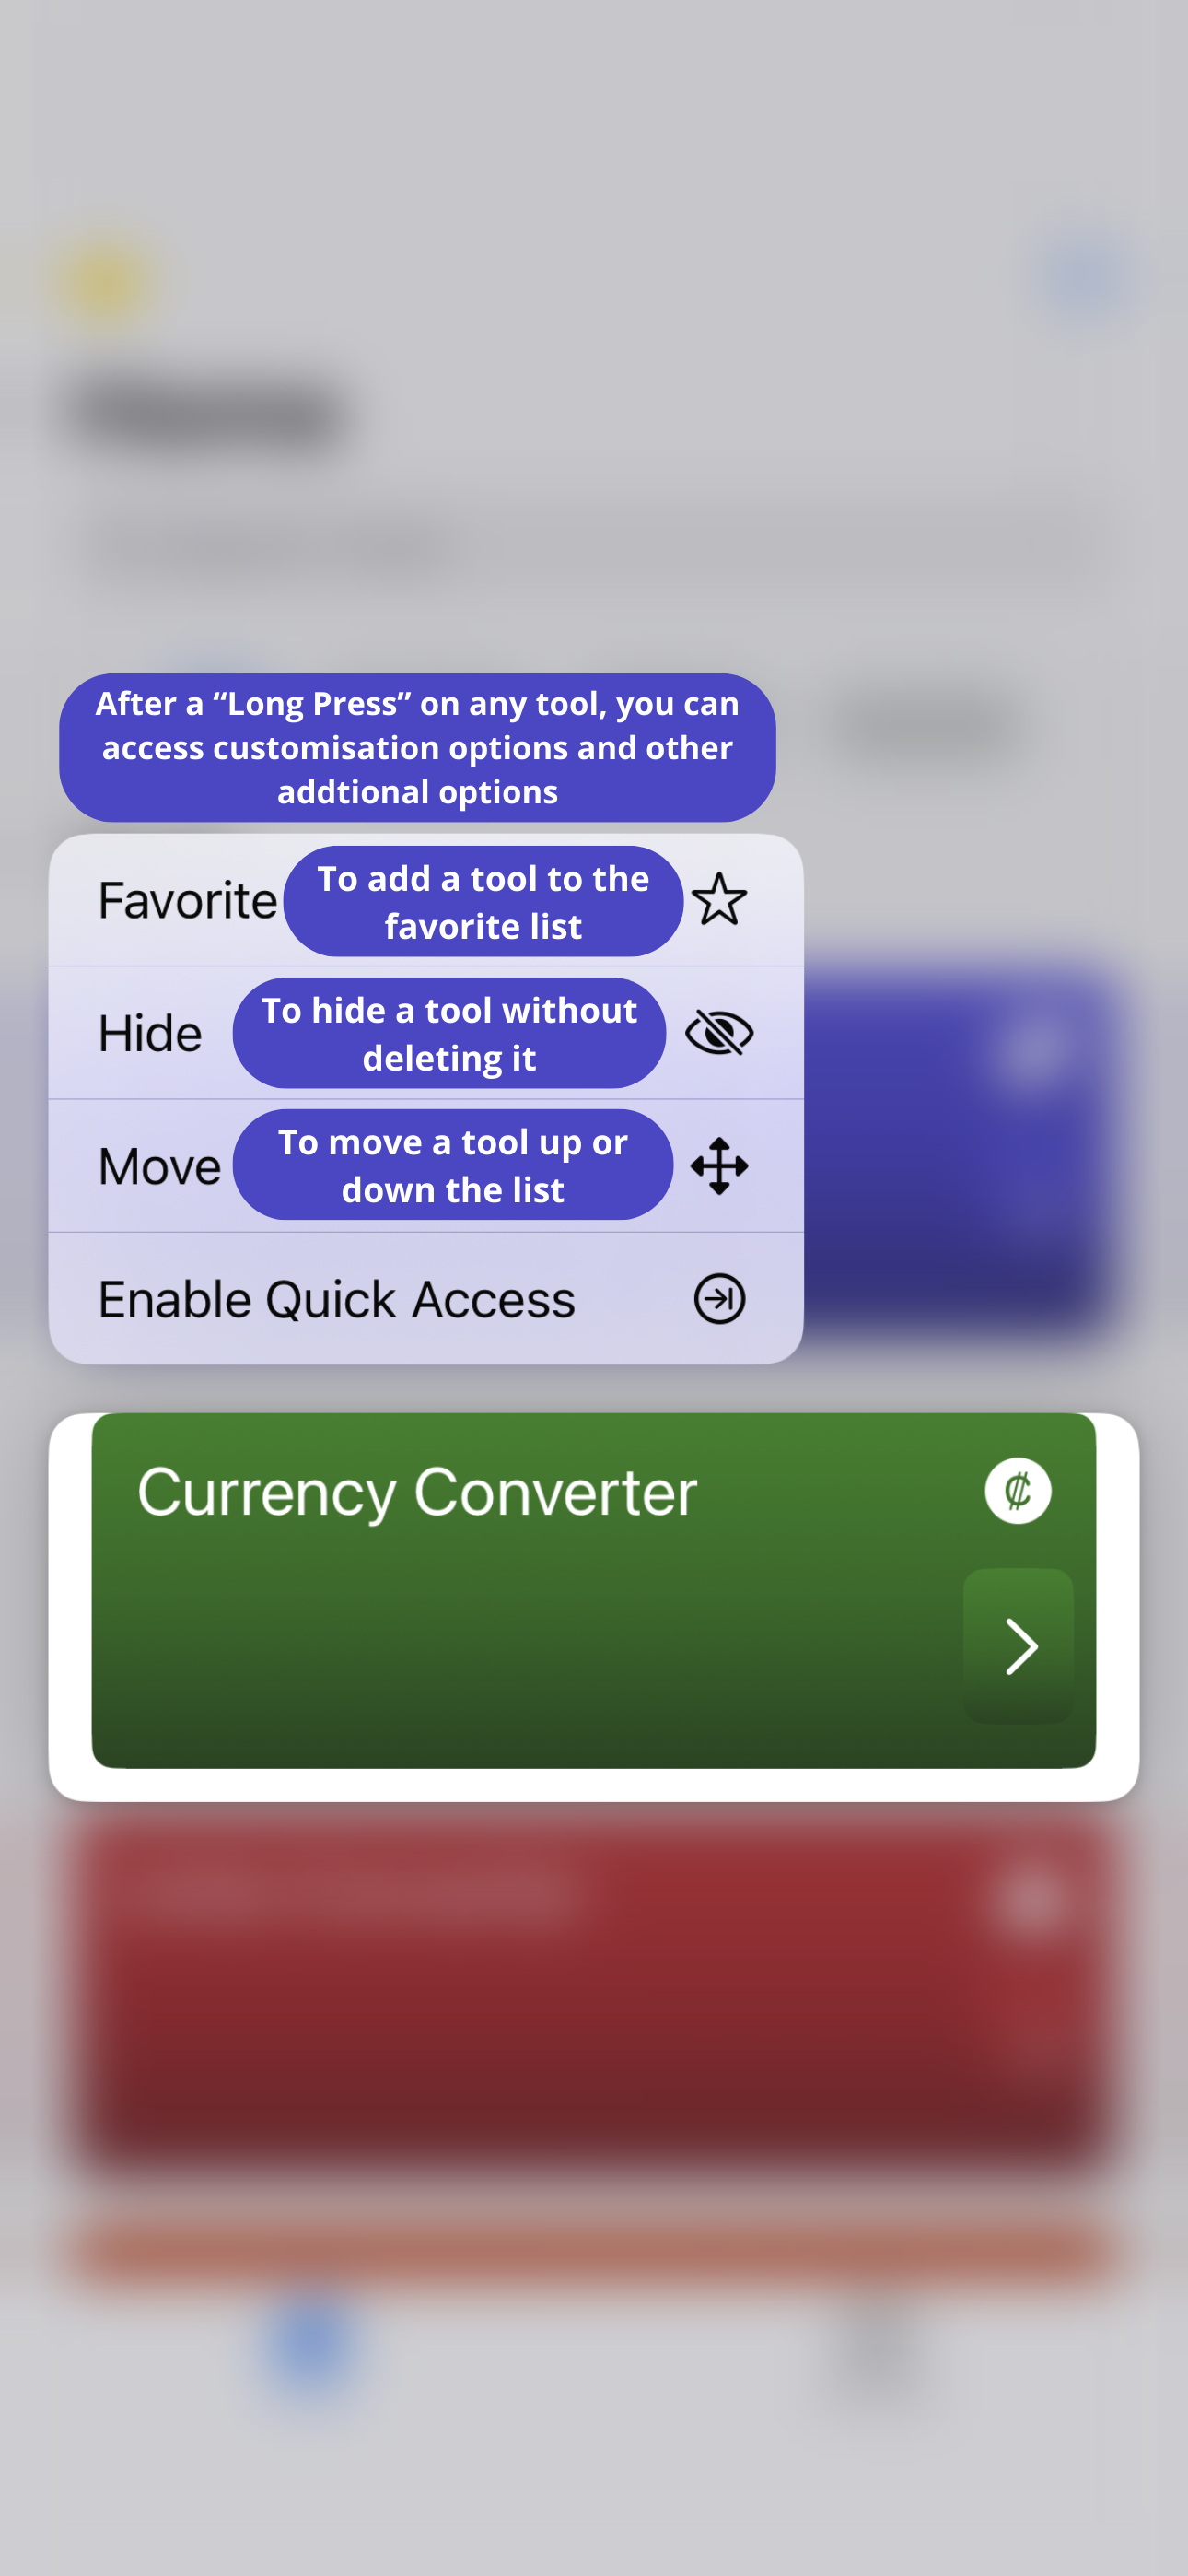 After a “Long Press” on any tool, you can
access customisation options and other
addtional options
Favorite
To add a tool to the
favorite list
Hide
To hide a tool without
deleting it
Move
To move a tool up or
down the list
Enable Quick Access
Currency Converter
₡